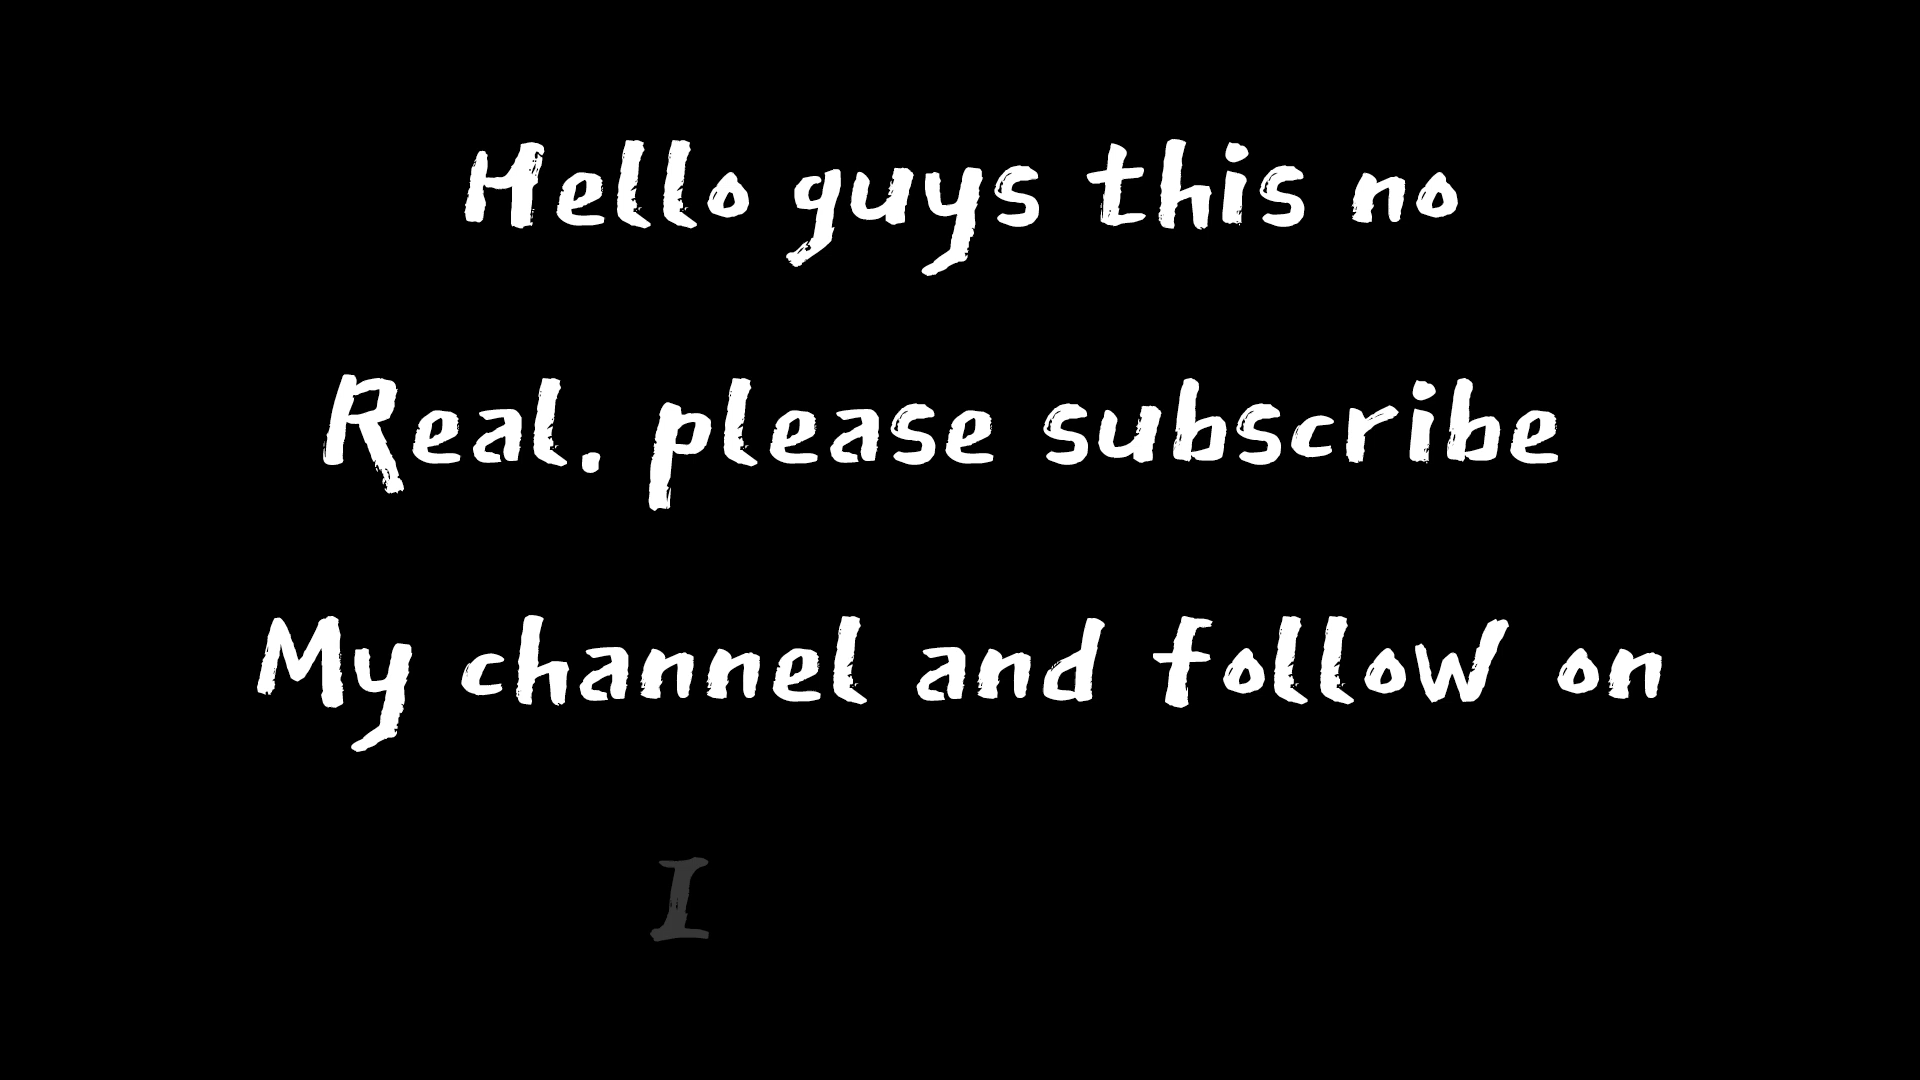 Hello guys this no
Real. please subscribe
My channel and follow on
I